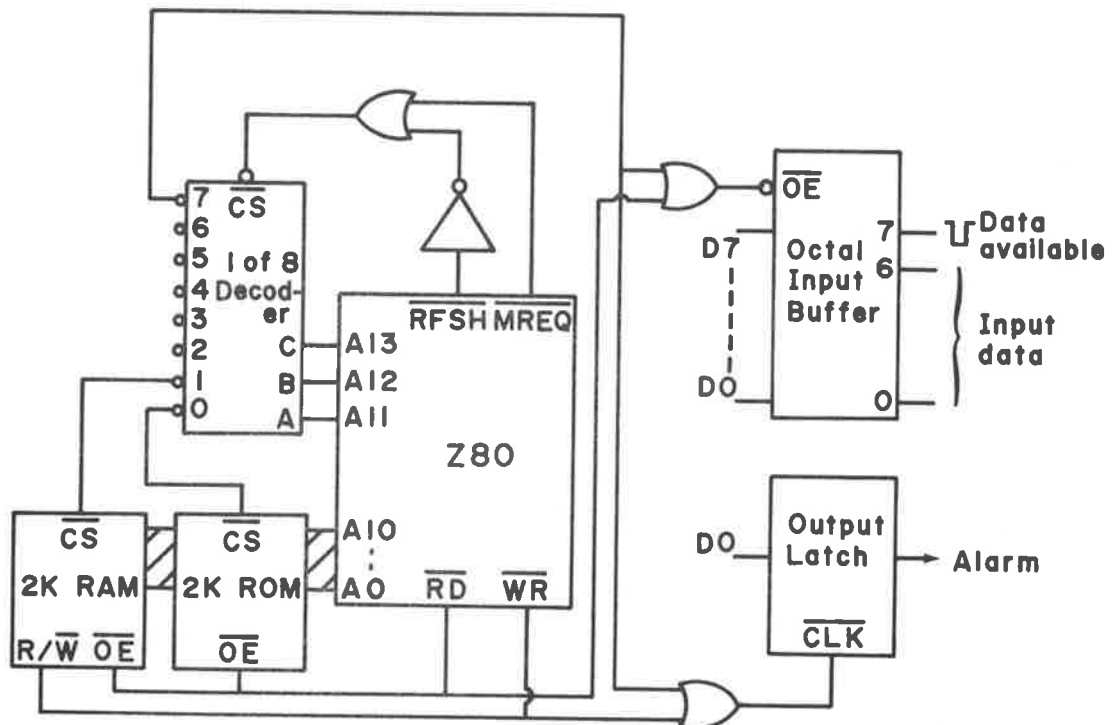 7 CS
6
5 1 of 8
4 Decod-
3 er
2 C
1 B
0 A
RFSH MREQ
A13
A12
A11
Z80
A10
A0
RD WR
CS
2K RAM
R/W OE
CS
2K ROM
OE
OE
D7 Octal 7
Input 6
Buffer
D0 0
Data
available
Input
data
D0 Output
Latch
Alarm
CLK